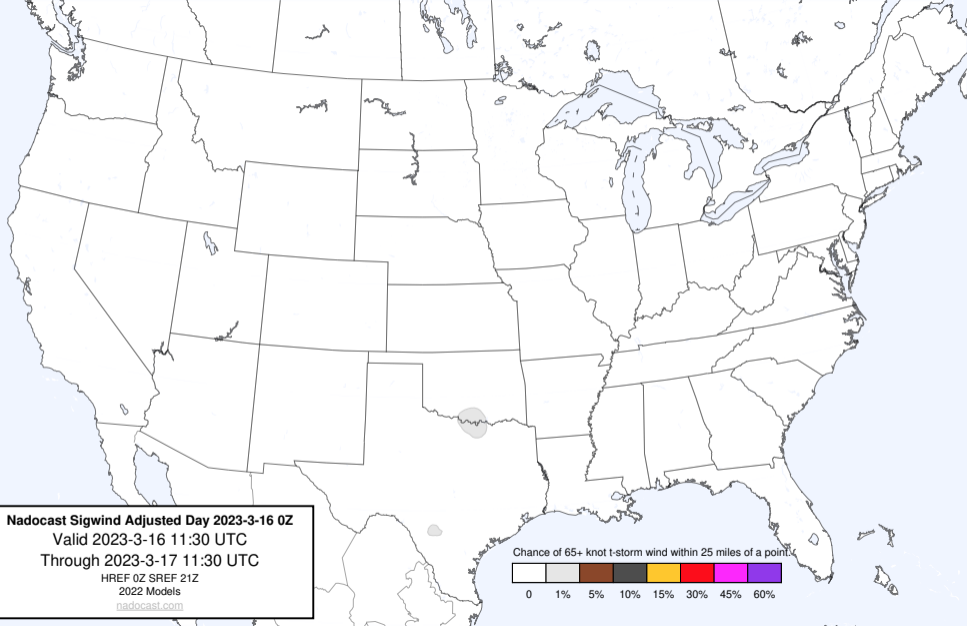 Nadocast Sigwind Adjusted Day 2023-3-16 0Z
Valid 2023-3-16 11:30 UTC
Through 2023-3-17 11:30 UTC
HREF 0Z SREF 21Z
2022 Models
nadocast.com
Chance of 65+ knot t-storm wind within 25 miles of a point.
0 1% 5% 10% 15% 30% 45% 60%